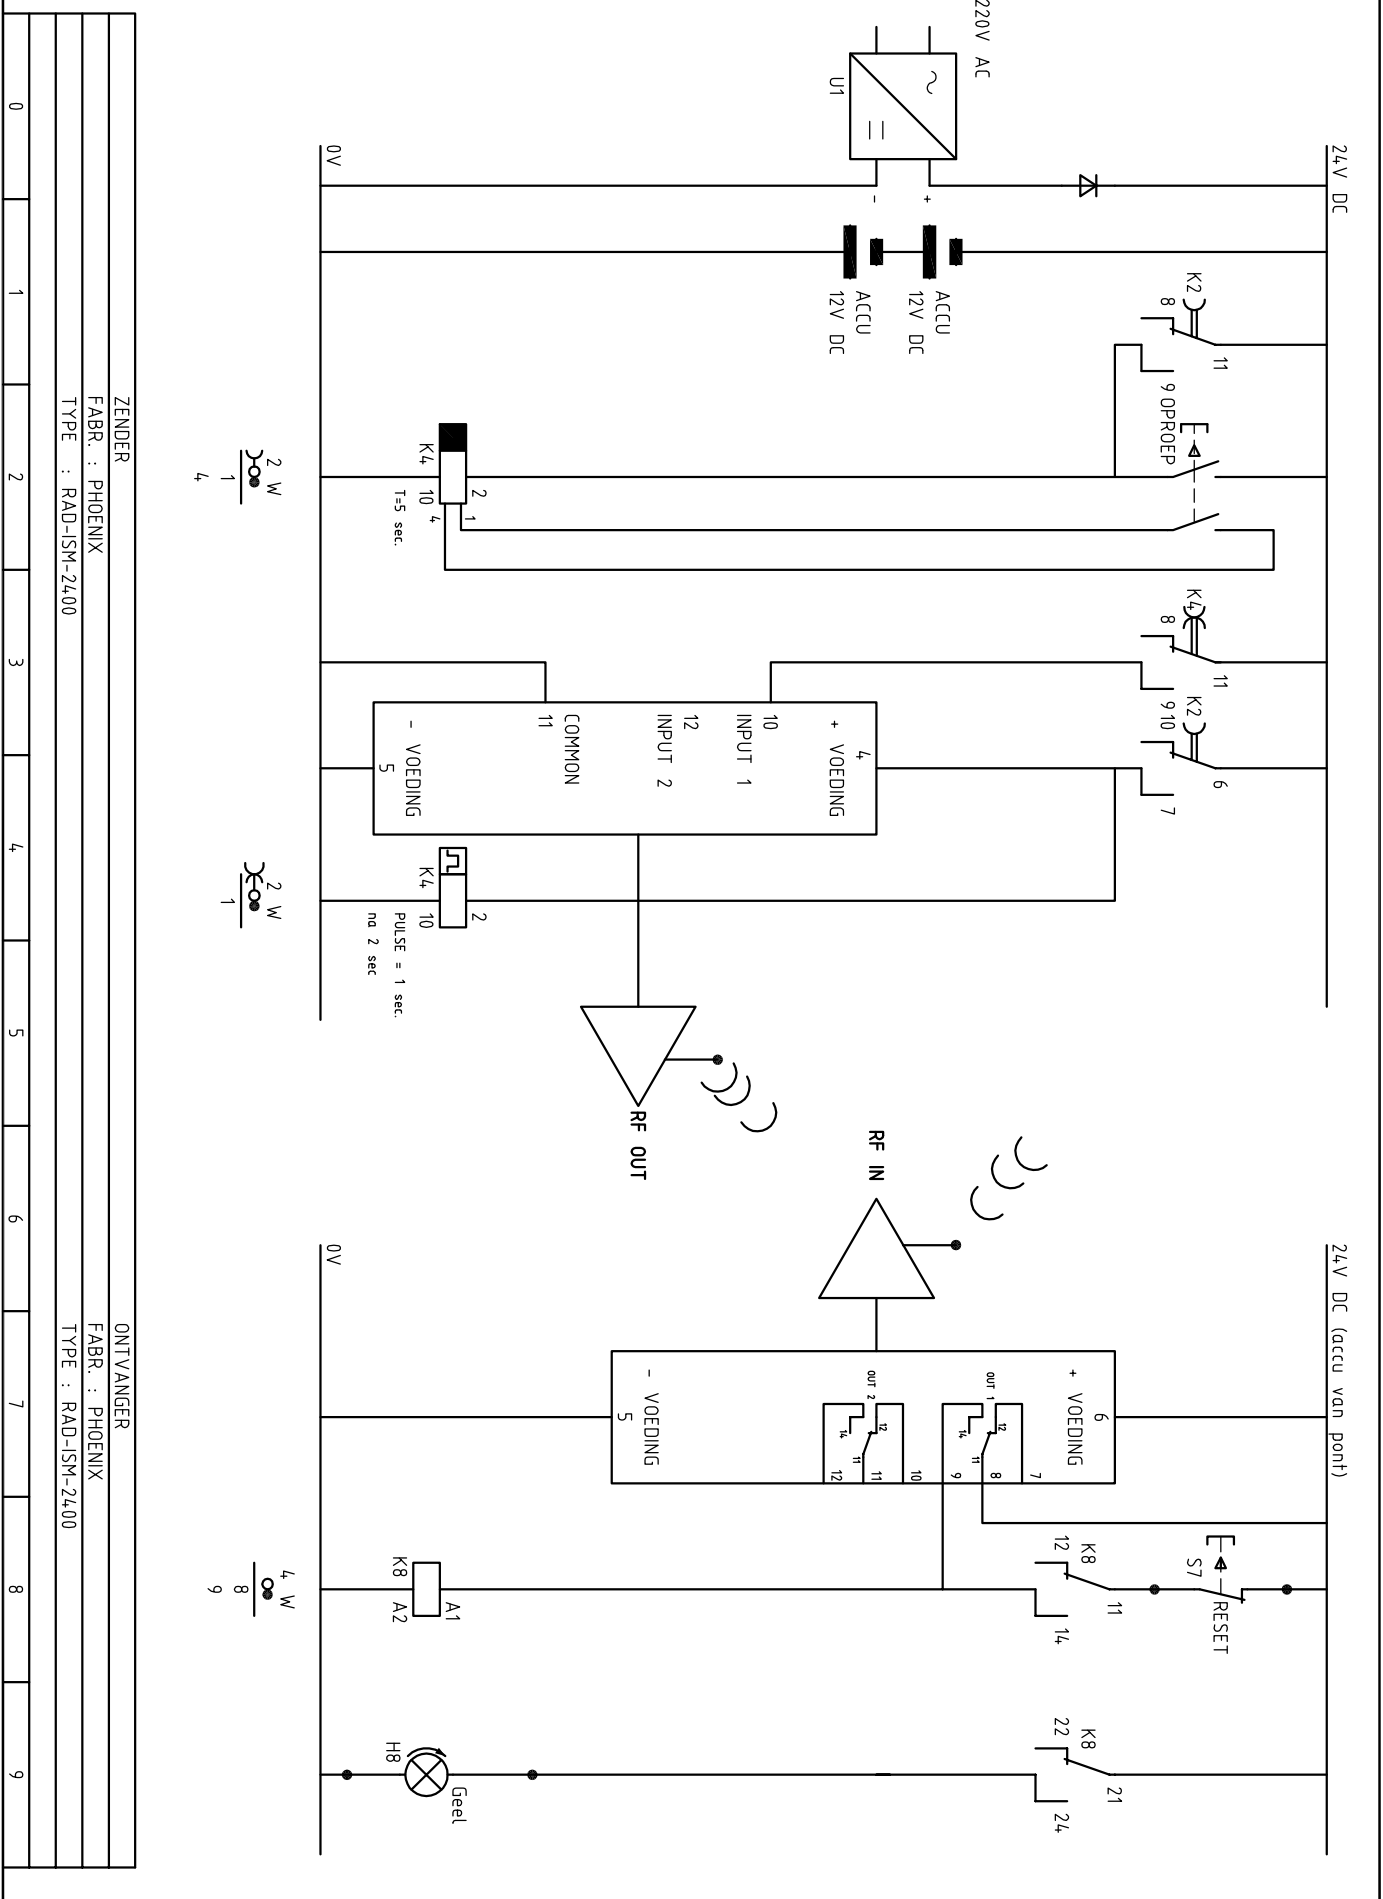 220V AC
U1
24V DC
0V
-
+
ACCU
12V DC
ACCU
12V DC
K2
8
11
9
OPROEP
K4
2
10
1
4
T=5 sec.
2 W
1
4
K4
8
11
9
K2
10
6
7
4
+ VOEDING
10
INPUT 1
12
INPUT 2
COMMON
11
- VOEDING
5
K4
2
10
PULSE = 1 sec.
na 2 sec
2 W
1
RF OUT
RF IN
24V DC (accu van pont)
0V
6
+ VOEDING
OUT 1
12
14
11
7
8
9
OUT 2
12
14
11
10
11
12
- VOEDING
5
S7
RESET
K8
12
11
14
K8
A1
A2
4 W
8
9
K8
22
21
24
H8
Geel
ZENDER
FABR. : PHOENIX
TYPE : RAD-ISM-2400
ONTVANGER
FABR. : PHOENIX
TYPE : RAD-ISM-2400
0 1 2 3 4 5 6 7 8 9